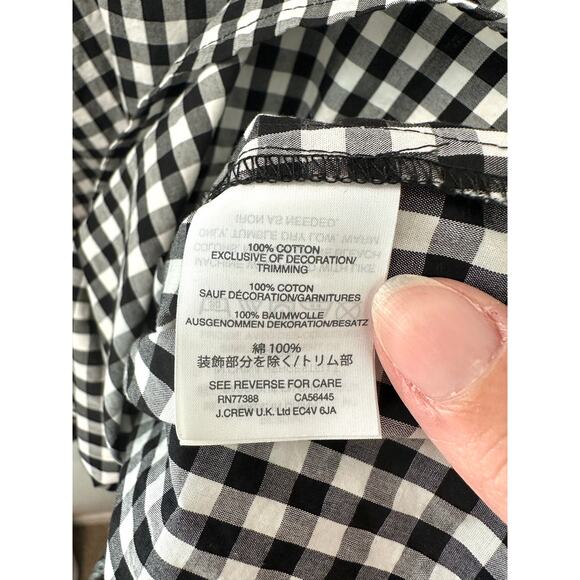 100% COTTON
EXCLUSIVE OF DECORATION/
TRIMMING
100% COTON
SAUF DÉCORATION/GARNITURES
100% BAUMWOLLE
AUSGENOMMEN DEKORATION/BESATZ
綿 100%
装飾部分を除く/トリム部
SEE REVERSE FOR CARE
RN77388 CA56445
J.CREW U.K. Ltd EC4V 6JA